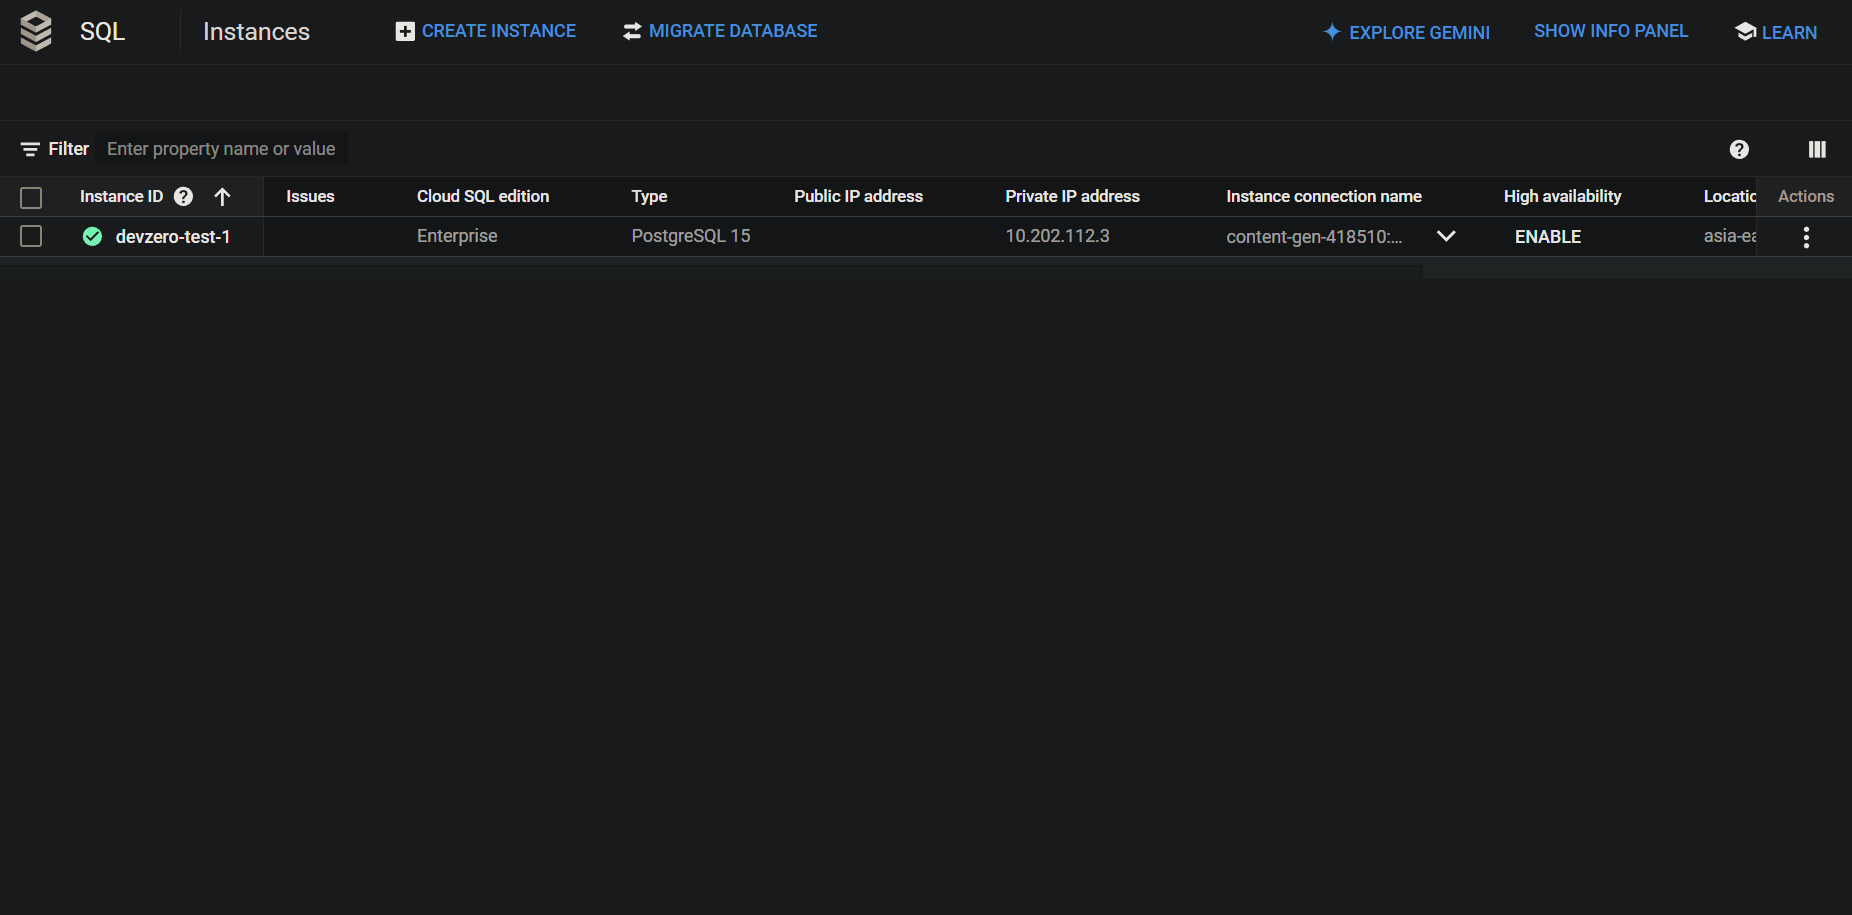 SQL Instances CREATE INSTANCE MIGRATE DATABASE EXPLORE GEMINI SHOW INFO PANEL LEARN
Filter Enter property name or value
Instance ID Issues Cloud SQL edition Type Public IP address Private IP address Instance connection name High availability Locatio Actions
devzero-test-1 Enterprise PostgreSQL 15 10.202.112.3 content-gen-418510:... ENABLE asia-ea